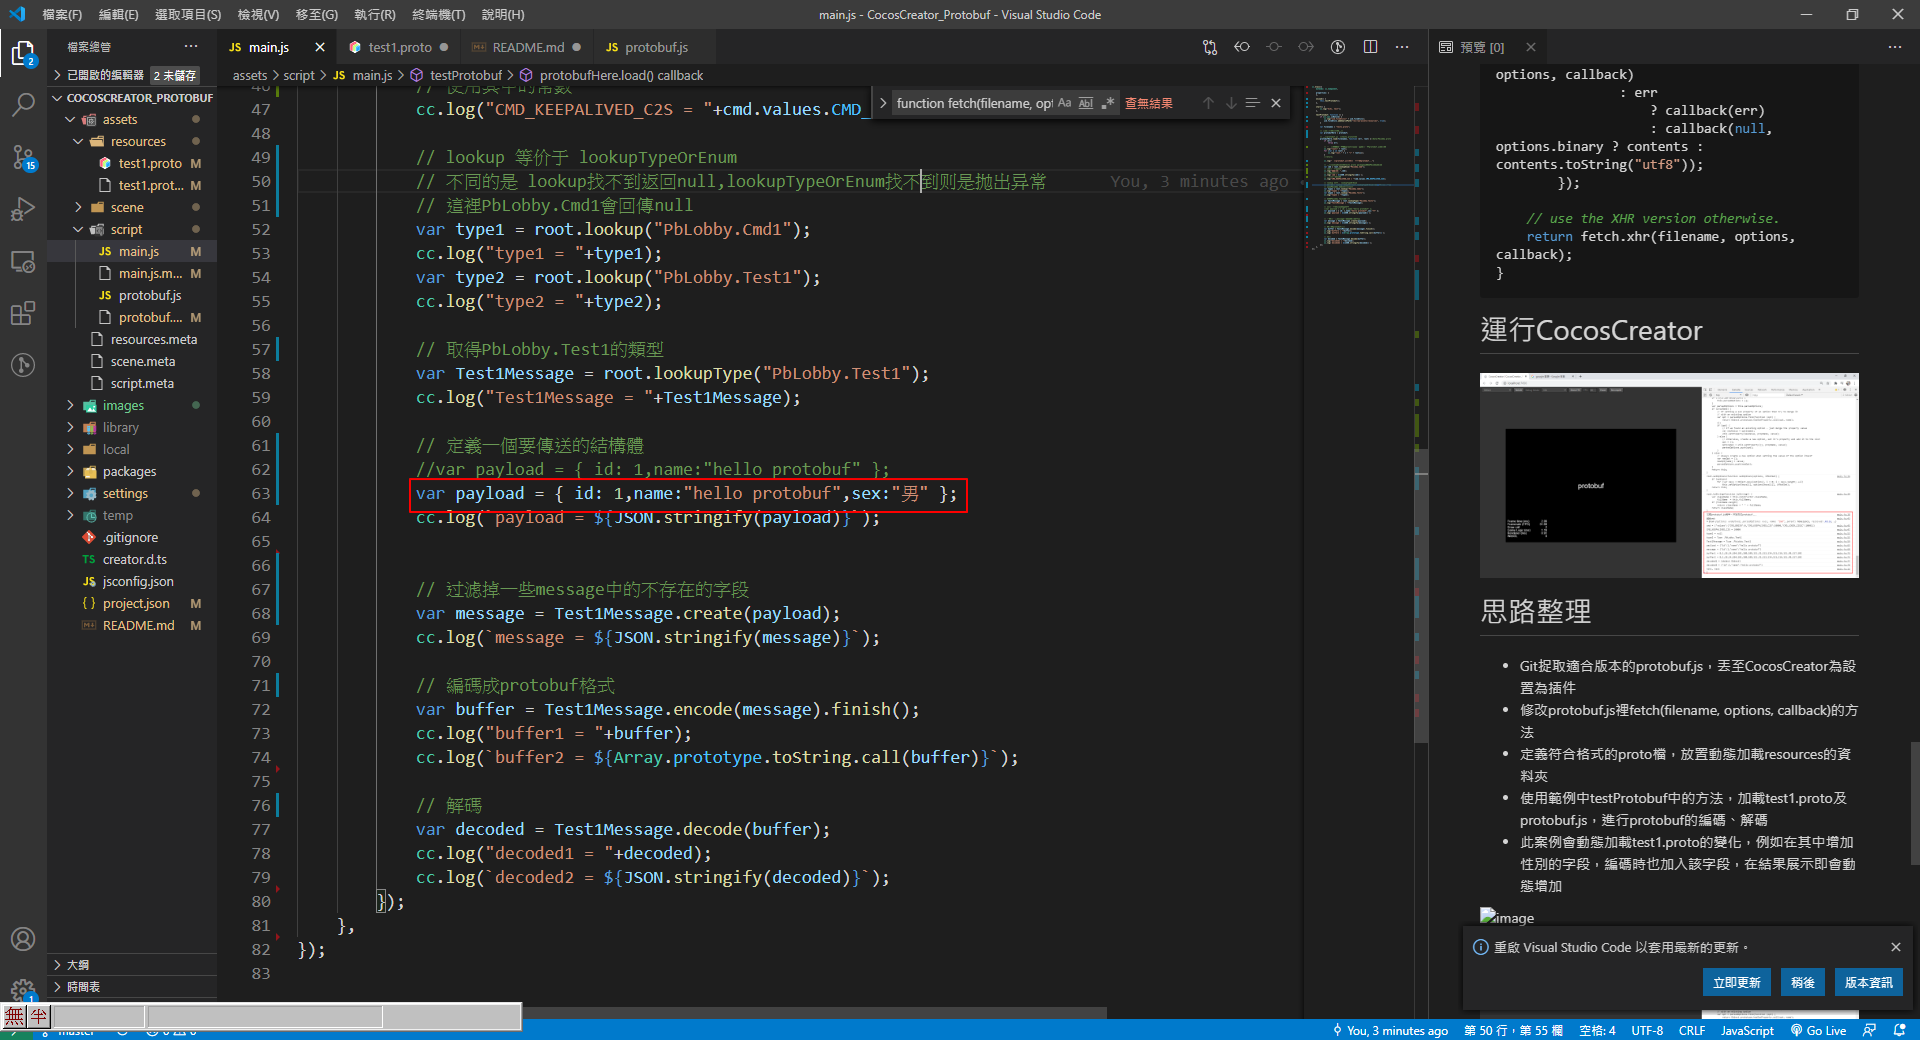 檔案(F) 編輯(E) 選取項目(S) 檢視(V) 移至(G) 執行(R) 終端機(T) 說明(H)
main.js - CocosCreator_Protobuf - Visual Studio Code
檔案總管 ···
已開啟的編輯器 2 未儲存
COCOSCREATOR_PROTOBUF
assets
resources
test1.proto M
test1.prot... M
scene
script
main.js M
main.js.m... M
protobuf.js
protobuf.... M
resources.meta
scene.meta
script.meta
images
library
local
packages
settings
temp
.gitignore
creator.d.ts
jsconfig.json
project.json M
README.md M
大綱
時間表
2
15
1
main.js
test1.proto
README.md
protobuf.js
assets > script > main.js > testProtobuf > protobufHere.load() callback
function fetch(filename, opt 查無結果
46 // 使用其中的常數
47 cc.log("CMD_KEEPALIVED_C2S = "+cmd.values.CMD_
48
49 // lookup 等价于 lookupTypeOrEnum
50 // 不同的是 lookup找不到返回null,lookupTypeOrEnum找不到则是抛出异常 You, 3 minutes ago
51 // 這裡PbLobby.Cmd1會回傳null
52 var type1 = root.lookup("PbLobby.Cmd1");
53 cc.log("type1 = "+type1);
54 var type2 = root.lookup("PbLobby.Test1");
55 cc.log("type2 = "+type2);
56
57 // 取得PbLobby.Test1的類型
58 var Test1Message = root.lookupType("PbLobby.Test1");
59 cc.log("Test1Message = "+Test1Message);
60
61 // 定義一個要傳送的結構體
62 //var payload = { id: 1,name:"hello protobuf" };
63 var payload = { id: 1,name:"hello protobuf",sex:"男" };
64 cc.log(`payload = ${JSON.stringify(payload)}`);
65
66
67 // 过滤掉一些message中的不存在的字段
68 var message = Test1Message.create(payload);
69 cc.log(`message = ${JSON.stringify(message)}`);
70
71 // 編碼成protobuf格式
72 var buffer = Test1Message.encode(message).finish();
73 cc.log("buffer1 = "+buffer);
74 cc.log(`buffer2 = ${Array.prototype.toString.call(buffer)}`);
75
76 // 解碼
77 var decoded = Test1Message.decode(buffer);
78 cc.log("decoded1 = "+decoded);
79 cc.log(`decoded2 = ${JSON.stringify(decoded)}`);
80 });
81 },
82 });
83
預覽 [0]
options, callback)
: err
? callback(err)
: callback(null,
options.binary ? contents :
contents.toString("utf8"));
});
// use the XHR version otherwise.
return fetch.xhr(filename, options,
callback);
}
運行CocosCreator
protobuf
思路整理
• Git捉取適合版本的protobuf.js，丟至CocosCreator為設
置為插件
• 修改protobuf.js裡fetch(filename, options, callback)的方
法
• 定義符合格式的proto檔，放置動態加載resources的資
料夾
• 使用範例中testProtobuf中的方法，加載test1.proto及
protobuf.js，進行protobuf的編碼、解碼
• 此案例會動態加載test1.proto的變化，例如在其中增加
性別的字段，編碼時也加入該字段，在結果展示即會動
態增加
image
重啟 Visual Studio Code 以套用最新的更新。
立即更新 稍後 版本資訊
無 半
You, 3 minutes ago 第 50 行，第 55 欄 空格: 4 UTF-8 CRLF JavaScript Go Live